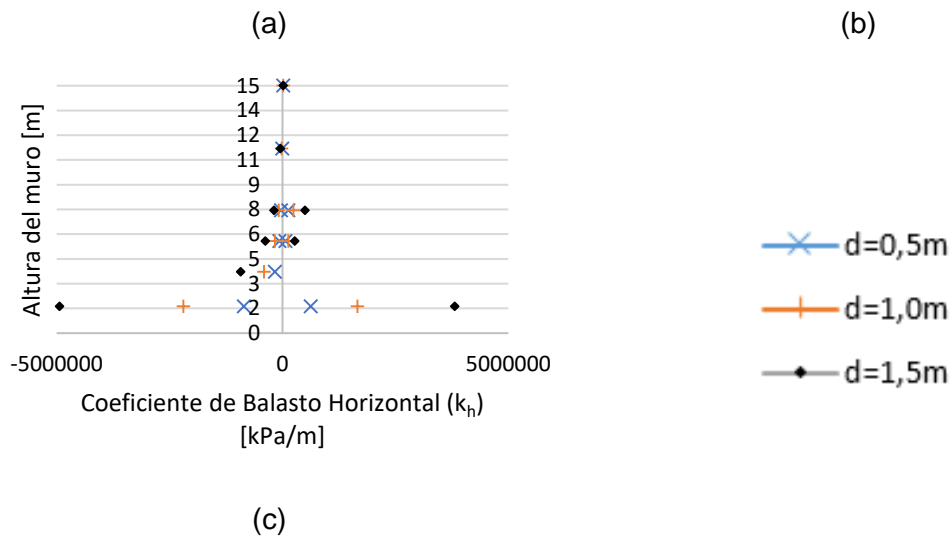 (a)
(b)
15
14
12
11
9
8
6
5
3
2
0
Altura del muro [m]
-5000000
0
5000000
Coeficiente de Balasto Horizontal (kh)
[kPa/m]
d=0,5m
d=1,0m
d=1,5m
(c)